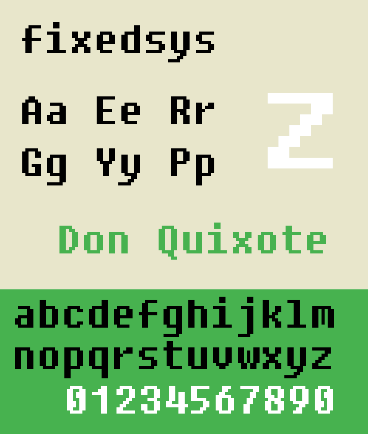 fixedsys
Aa Ee Rr
Z
Gg Yy Pp
Don Quixote
abcdefghijklm
nopqrstuvwxyz
01234567890